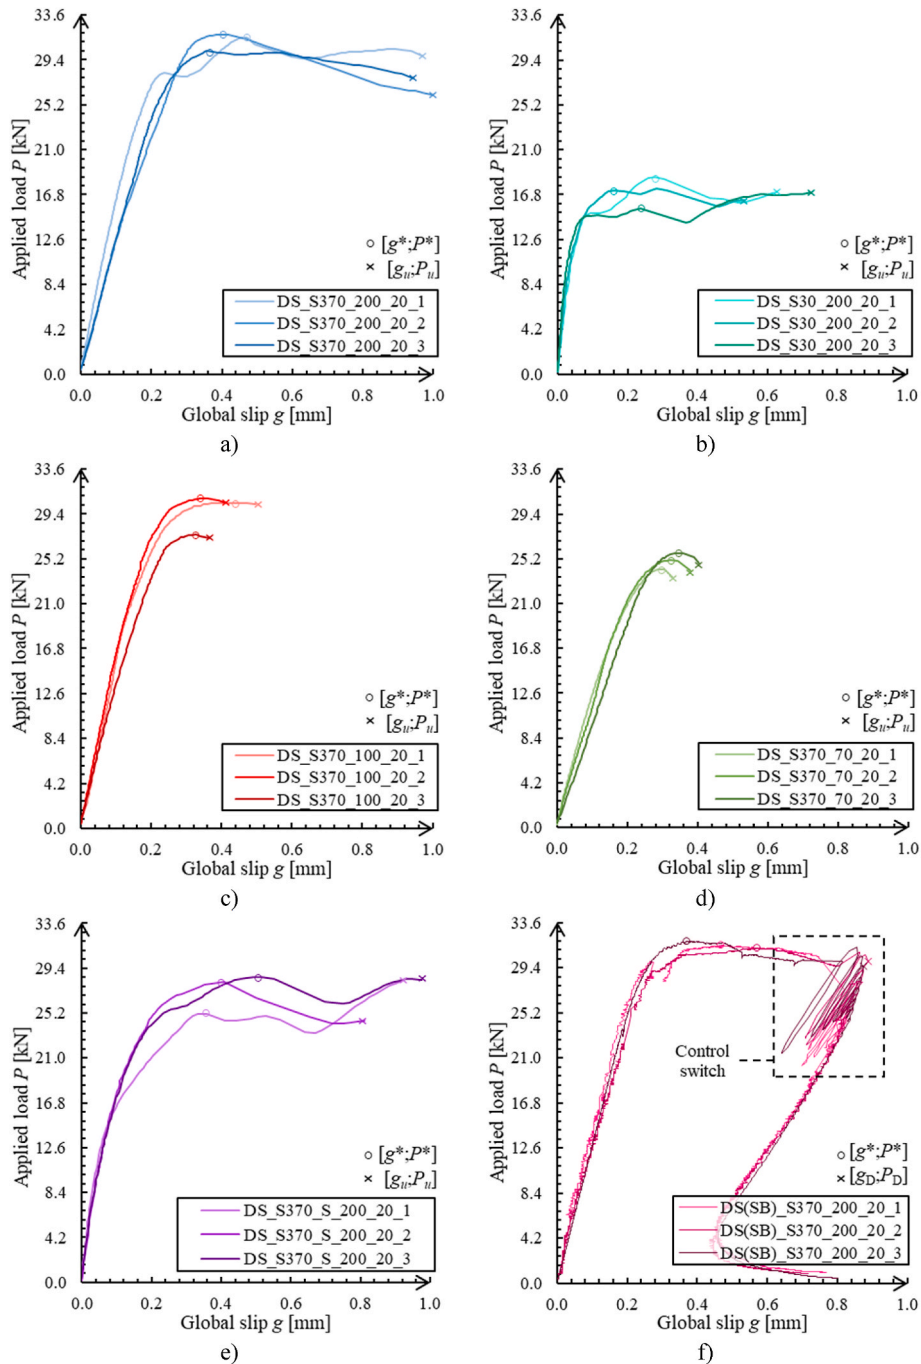 33.6
29.4
25.2
21.0
16.8
12.6
8.4
4.2
0.0
Applied load P [kN]
[g*;P*]
[gu;Pu]
DS_S370_200_20_1
DS_S370_200_20_2
DS_S370_200_20_3
0.0 0.2 0.4 0.6 0.8 1.0
Global slip g [mm]
a)
33.6
29.4
25.2
21.0
16.8
12.6
8.4
4.2
0.0
Applied load P [kN]
[g*;P*]
[gu;Pu]
DS_S30_200_20_1
DS_S30_200_20_2
DS_S30_200_20_3
0.0 0.2 0.4 0.6 0.8 1.0
Global slip g [mm]
b)
33.6
29.4
25.2
21.0
16.8
12.6
8.4
4.2
0.0
Applied load P [kN]
[g*;P*]
[gu;Pu]
DS_S370_100_20_1
DS_S370_100_20_2
DS_S370_100_20_3
0.0 0.2 0.4 0.6 0.8 1.0
Global slip g [mm]
c)
33.6
29.4
25.2
21.0
16.8
12.6
8.4
4.2
0.0
Applied load P [kN]
[g*;P*]
[gu;Pu]
DS_S370_70_20_1
DS_S370_70_20_2
DS_S370_70_20_3
0.0 0.2 0.4 0.6 0.8 1.0
Global slip g [mm]
d)
33.6
29.4
25.2
21.0
16.8
12.6
8.4
4.2
0.0
Applied load P [kN]
[g*;P*]
[gu;Pu]
DS_S370_S_200_20_1
DS_S370_S_200_20_2
DS_S370_S_200_20_3
0.0 0.2 0.4 0.6 0.8 1.0
Global slip g [mm]
e)
33.6
29.4
25.2
21.0
16.8
12.6
8.4
4.2
0.0
Applied load P [kN]
Control
switch
[g*;P*]
[gD;PD]
DS(SB)_S370_200_20_1
DS(SB)_S370_200_20_2
DS(SB)_S370_200_20_3
0.0 0.2 0.4 0.6 0.8 1.0
Global slip g [mm]
f)